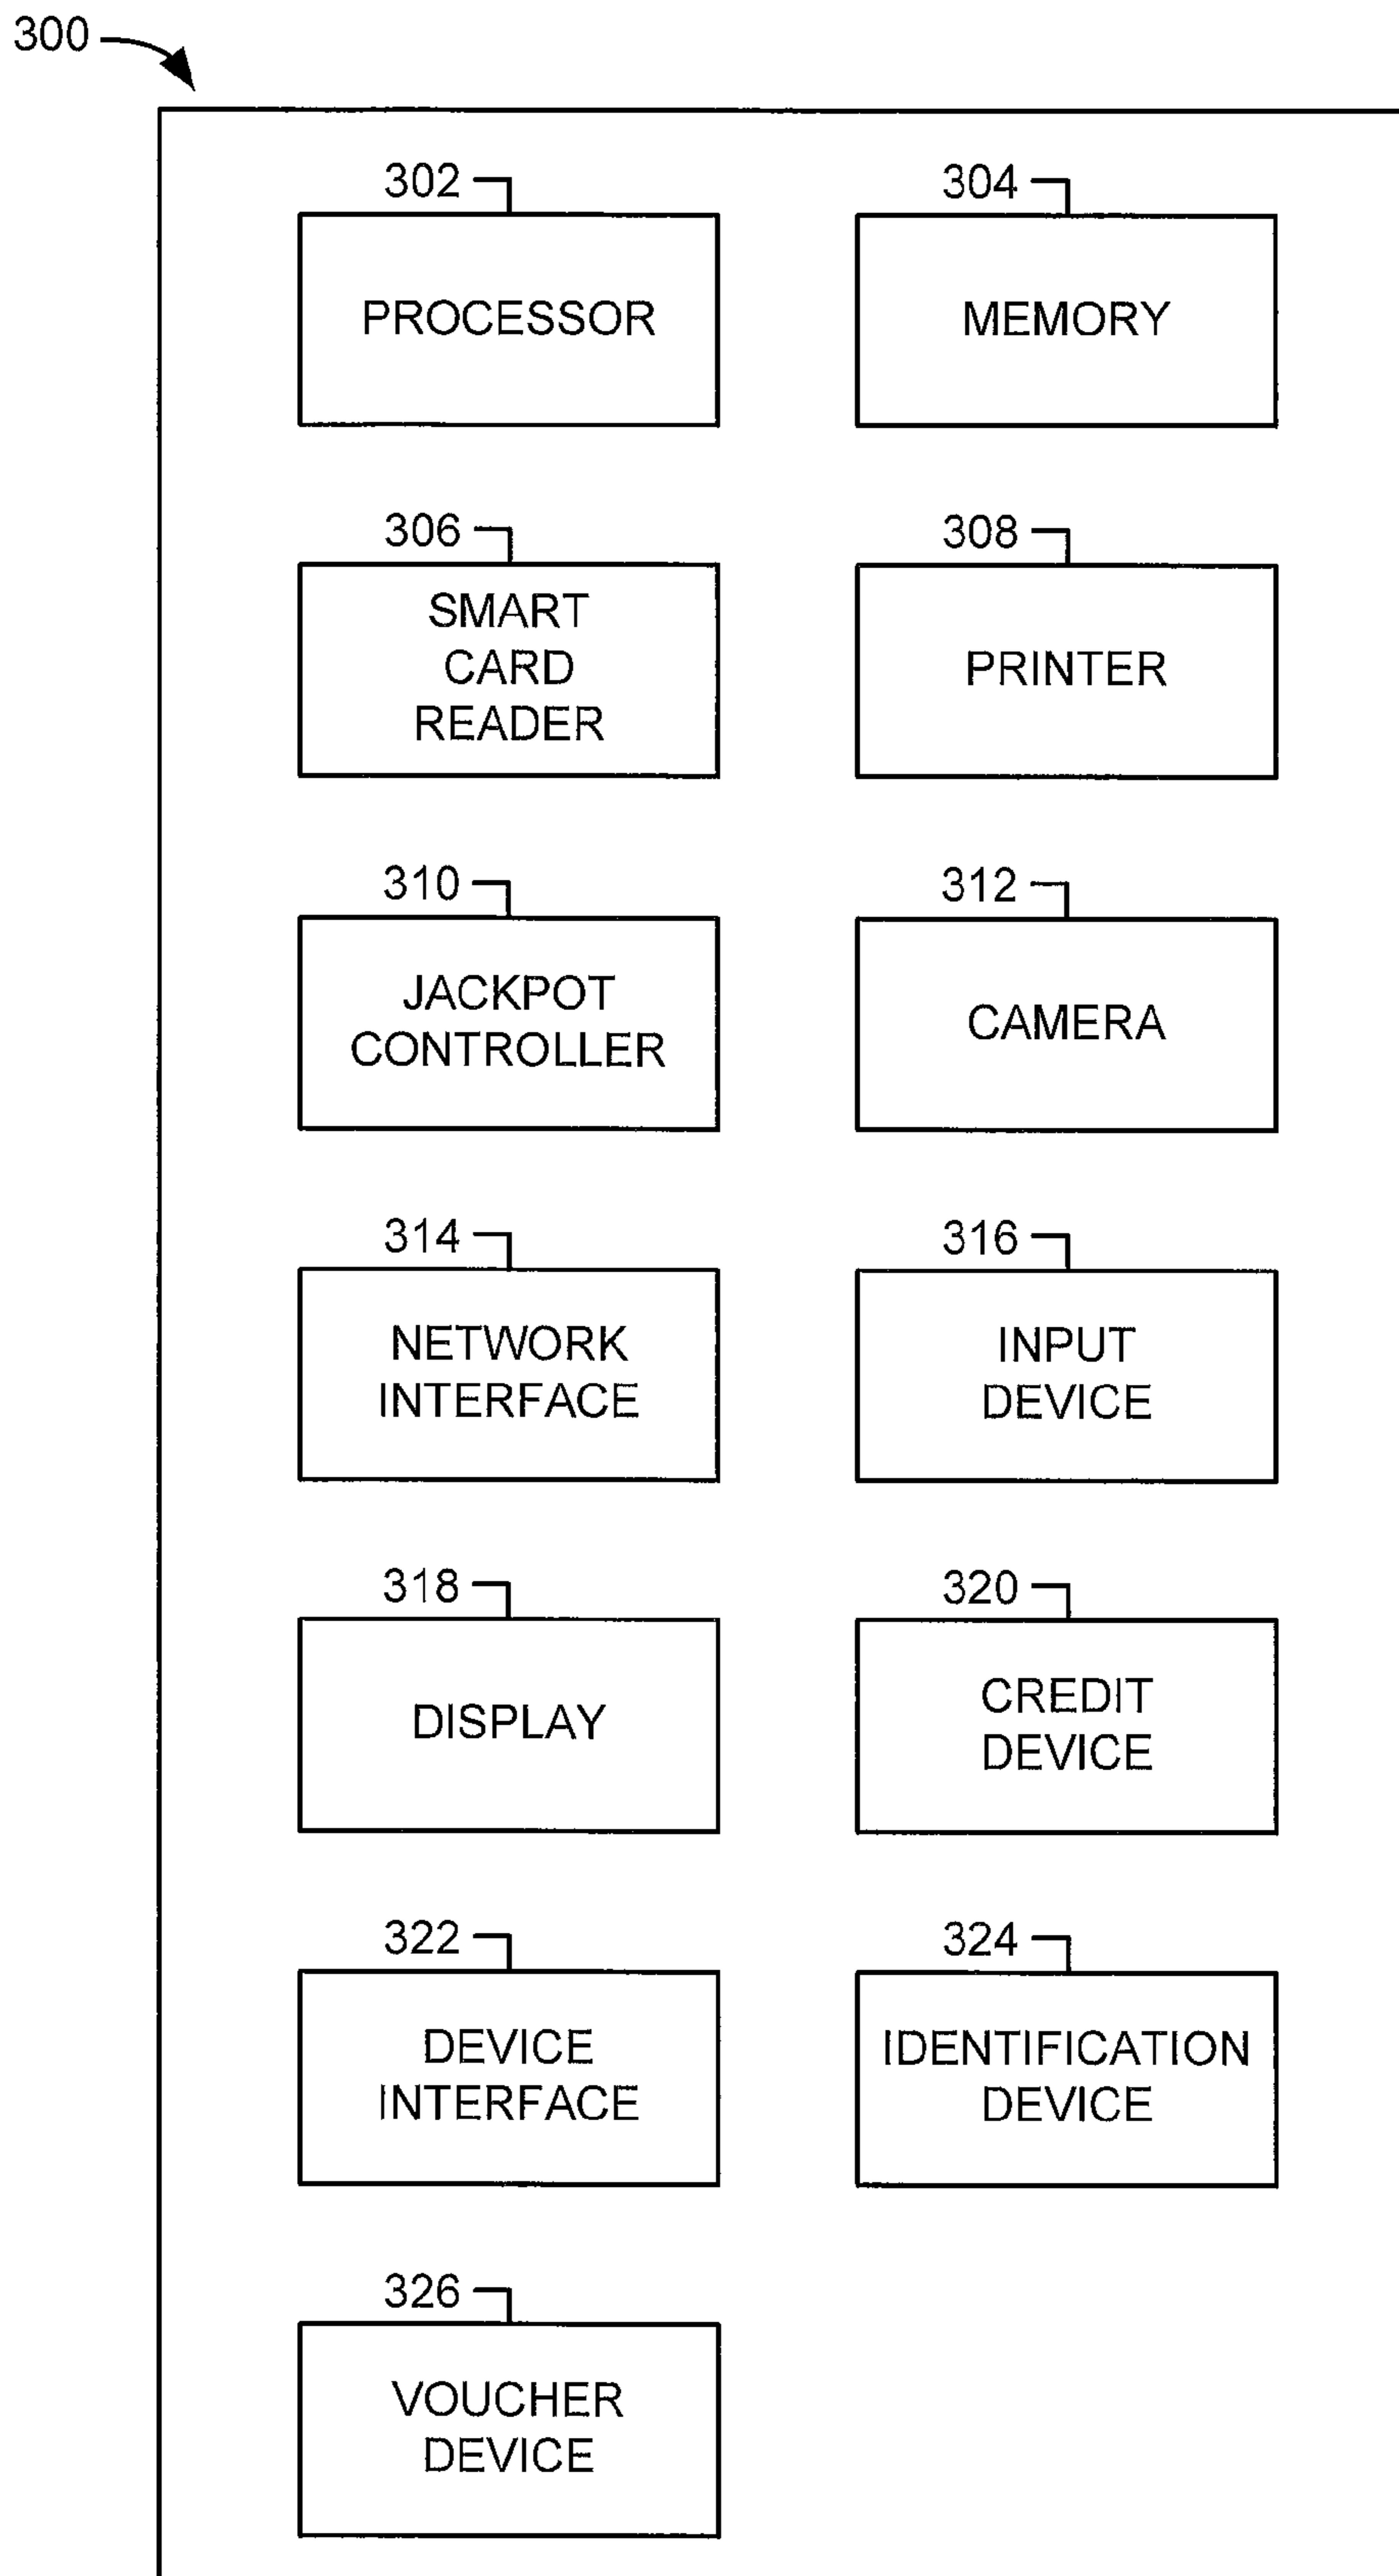 300
302
PROCESSOR
304
MEMORY
306
SMART
CARD
READER
308
PRINTER
310
JACKPOT
CONTROLLER
312
CAMERA
314
NETWORK
INTERFACE
316
INPUT
DEVICE
318
DISPLAY
320
CREDIT
DEVICE
322
DEVICE
INTERFACE
324
IDENTIFICATION
DEVICE
326
VOUCHER
DEVICE